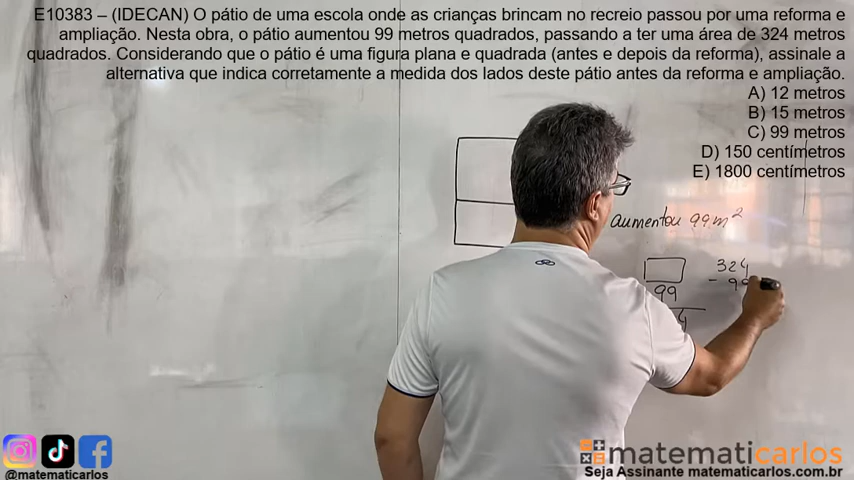 E10383 – (IDECAN) O pátio de uma escola onde as crianças brincam no recreio passou por uma reforma e
ampliação. Nesta obra, o pátio aumentou 99 metros quadrados, passando a ter uma área de 324 metros
quadrados. Considerando que o pátio é uma figura plana e quadrada (antes e depois da reforma), assinale a
alternativa que indica corretamente a medida dos lados deste pátio antes da reforma e ampliação.
A) 12 metros
B) 15 metros
C) 99 metros
D) 150 centímetros
E) 1800 centímetros
aumentou 99m²
324
99
- 99
4
@matematicarlos
matematicarlos
Seja Assinante matematicarlos.com.br